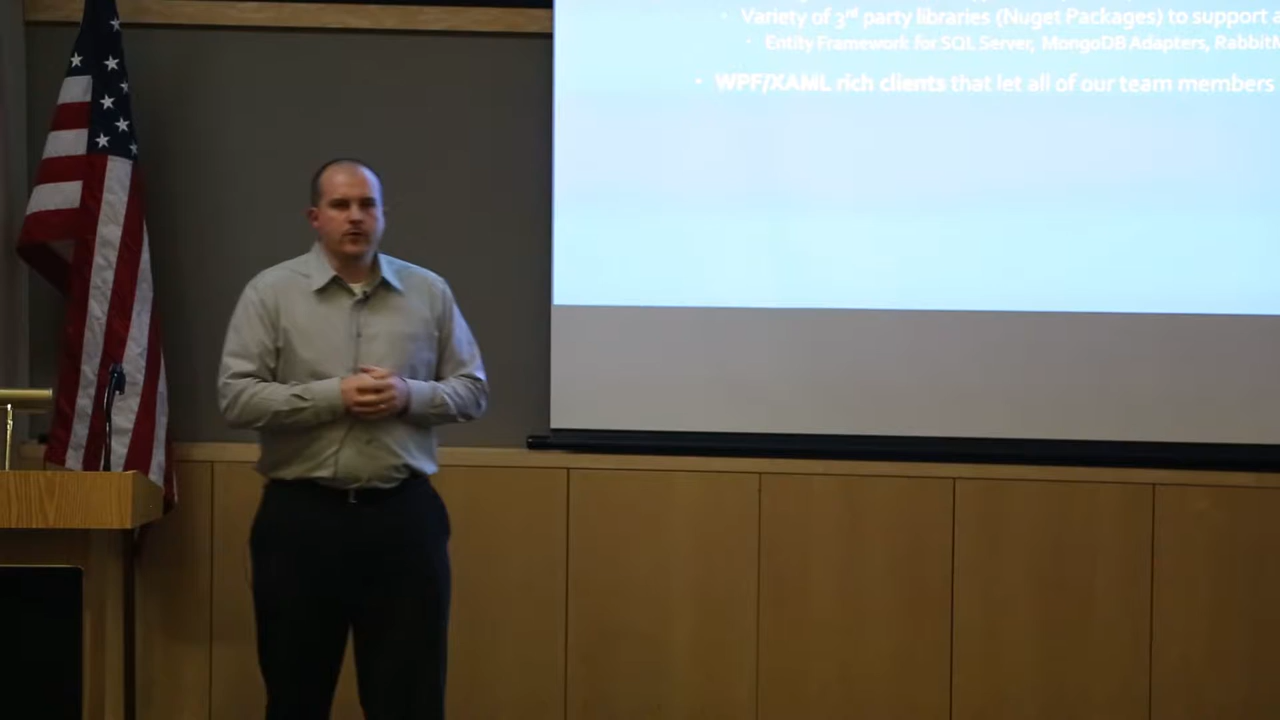 Variety of 3rd party libraries (Nuget Packages) to support a
Entity Framework for SQL Server, MongoDB Adapters, RabbitM
WPF/XAML rich clients that let all of our team members